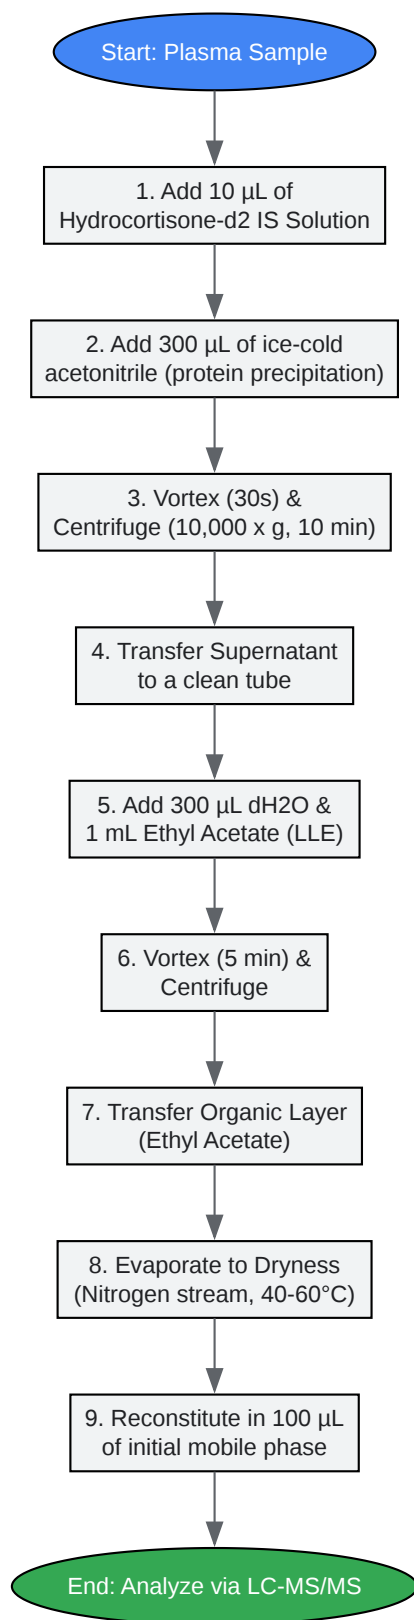 Start: Plasma Sample
1. Add 10 µL of
Hydrocortisone-d2 IS Solution
2. Add 300 µL of ice-cold
acetonitrile (protein precipitation)
3. Vortex (30s) &
Centrifuge (10,000 x g, 10 min)
4. Transfer Supernatant
to a clean tube
5. Add 300 µL dH2O &
1 mL Ethyl Acetate (LLE)
6. Vortex (5 min) &
Centrifuge
7. Transfer Organic Layer
(Ethyl Acetate)
8. Evaporate to Dryness
(Nitrogen stream, 40-60°C)
9. Reconstitute in 100 µL
of initial mobile phase
End: Analyze via LC-MS/MS